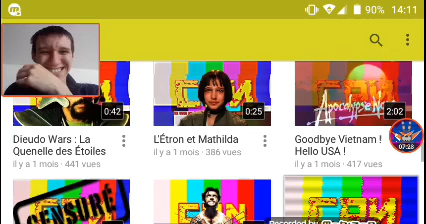 90% 14:11
0:42
0:25
2:02
Dieudo Wars : La
Quenelle des Étoiles
il y a 1 mois · 441 vues
L'Étron et Mathilda
il y a 1 mois · 386 vues
Goodbye Vietnam !
Hello USA !
il y a 1 mois · 417 vues
07:28
CENSURÉ
Recorded by